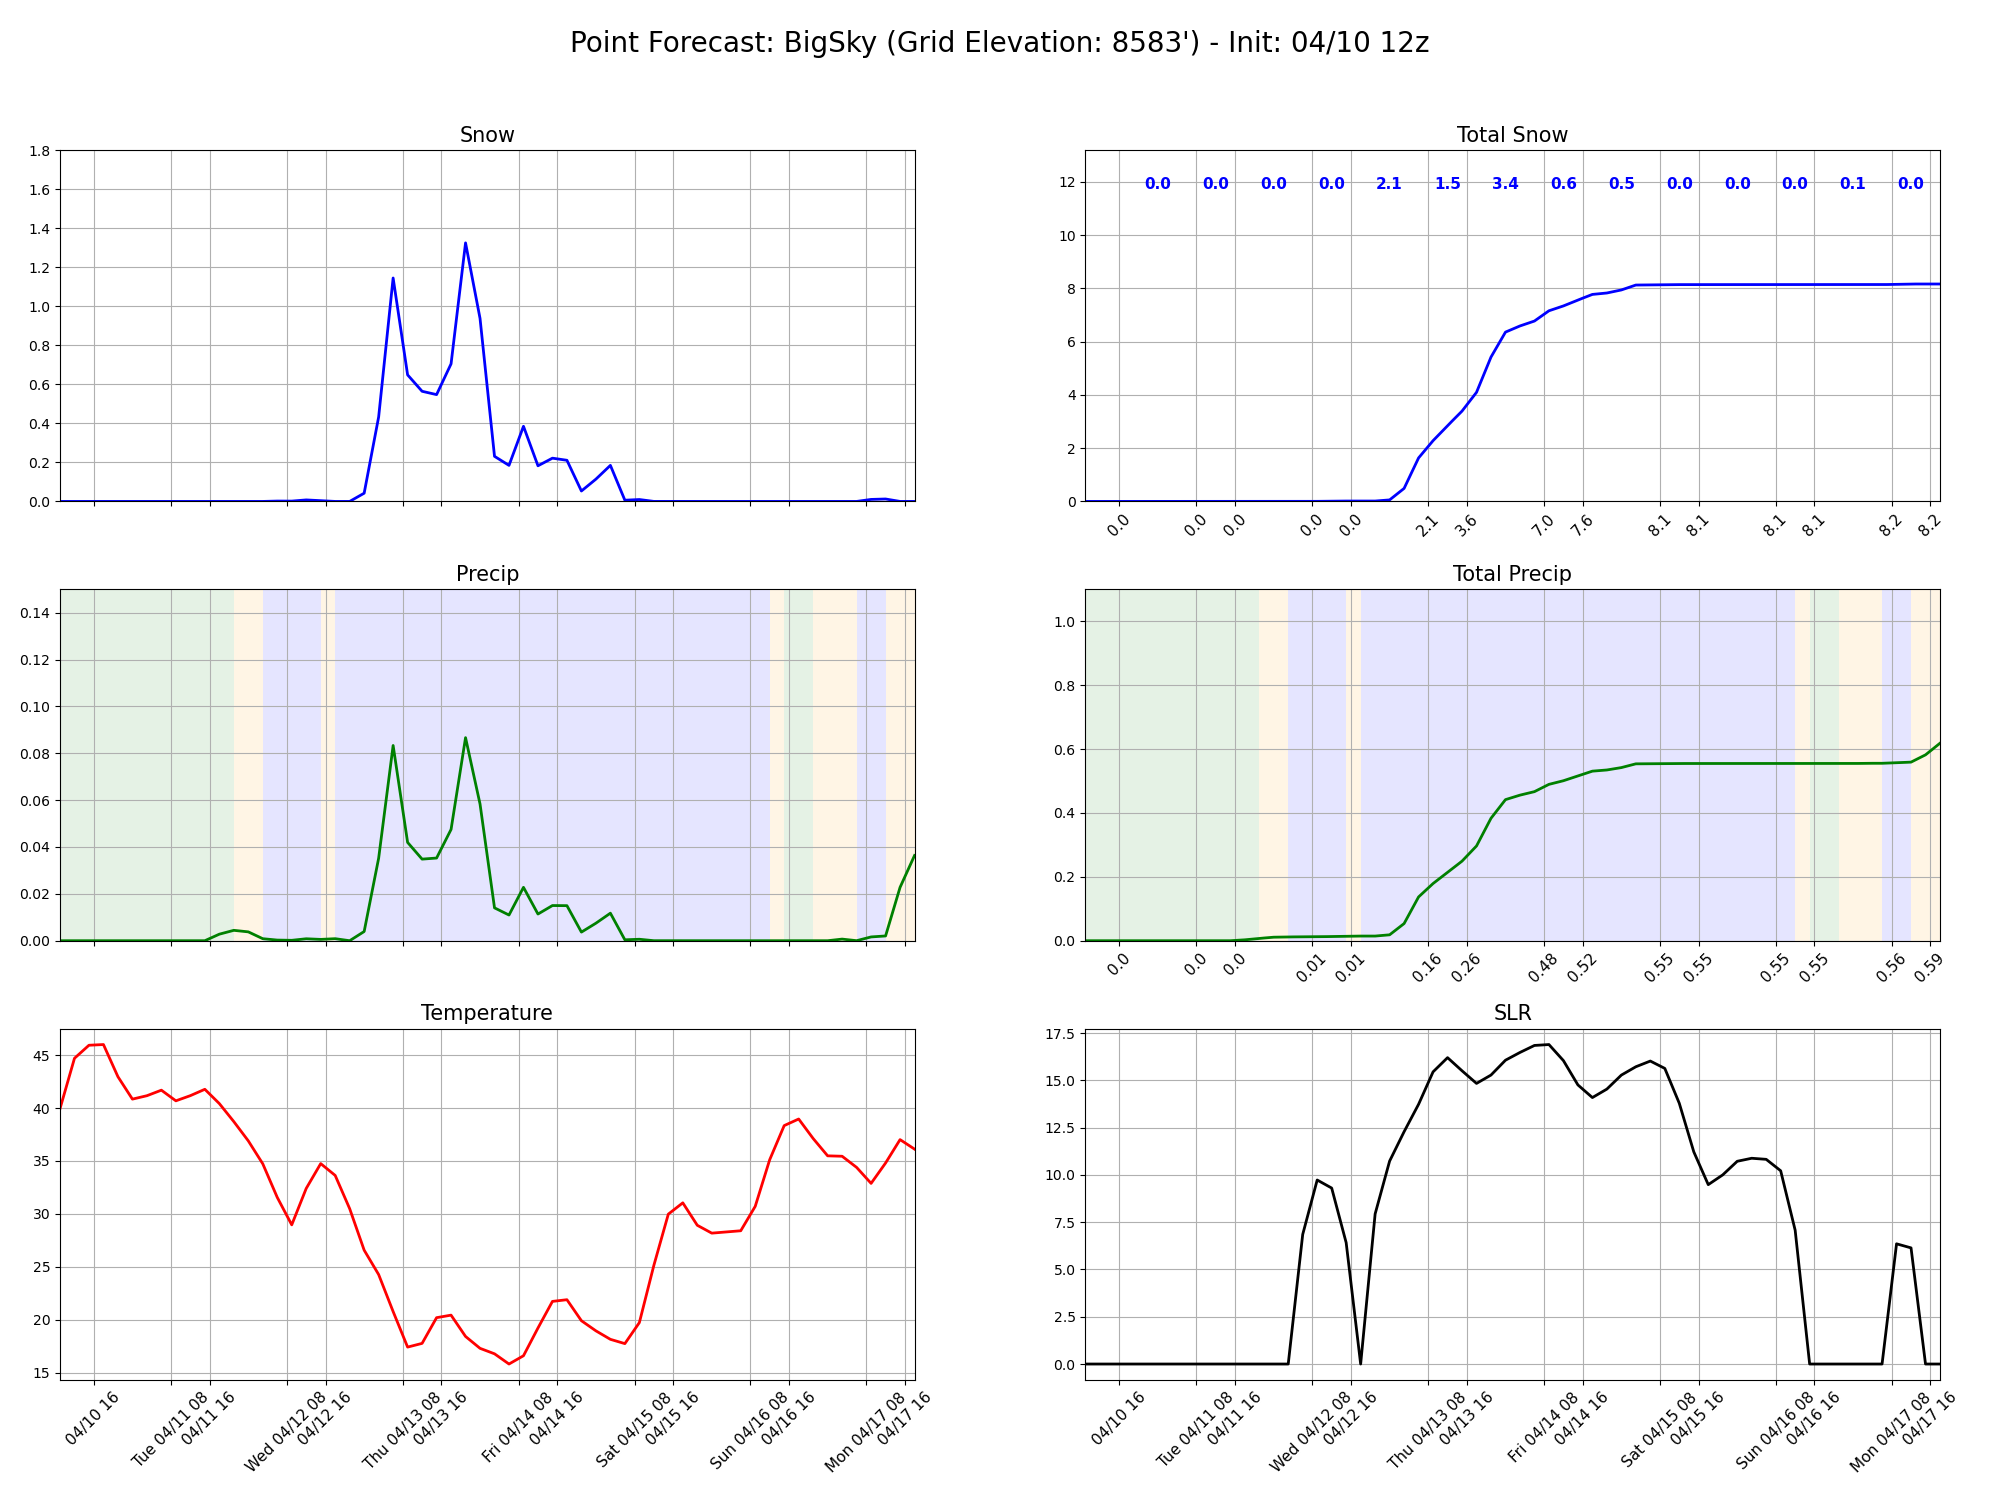 Point Forecast: BigSky (Grid Elevation: 8583') - Init: 04/10 12z
Snow
1.8
1.6
1.4
1.2
1.0
0.8
0.6
0.4
0.2
0.0
Total Snow
0.0 0.0 0.0 0.0 2.1 1.5 3.4 0.6 0.5 0.0 0.0 0.0 0.1 0.0
12
10
8
6
4
2
0
0.0 0.0 0.0 0.0 0.0 2.1 3.6 7.0 7.6 8.1 8.1 8.1 8.1 8.2 8.2
Precip
0.14
0.12
0.10
0.08
0.06
0.04
0.02
0.00
Total Precip
1.0
0.8
0.6
0.4
0.2
0.0
0.0 0.0 0.0 0.01 0.01 0.16 0.26 0.48 0.52 0.55 0.55 0.55 0.55 0.56 0.59
Temperature
45
40
35
30
25
20
15
04/10 16
Tue 04/11 08
04/11 16
Wed 04/12 08
04/12 16
Thu 04/13 08
04/13 16
Fri 04/14 08
04/14 16
Sat 04/15 08
04/15 16
Sun 04/16 08
04/16 16
Mon 04/17 08
04/17 16
SLR
17.5
15.0
12.5
10.0
7.5
5.0
2.5
0.0
04/10 16
Tue 04/11 08
04/11 16
Wed 04/12 08
04/12 16
Thu 04/13 08
04/13 16
Fri 04/14 08
04/14 16
Sat 04/15 08
04/15 16
Sun 04/16 08
04/16 16
Mon 04/17 08
04/17 16